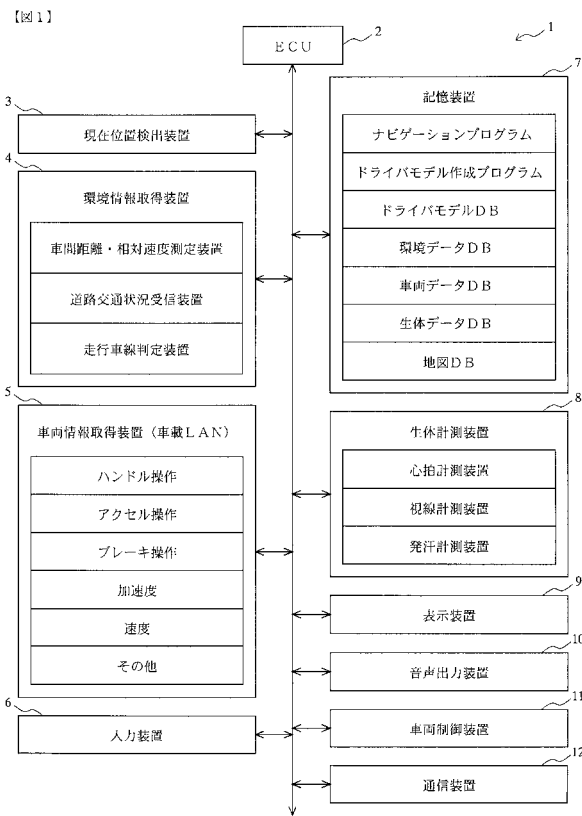 【図１】
ＥＣＵ
2
1
3
現在位置検出装置
4
環境情報取得装置
車間距離・相対速度測定装置
道路交通状況受信装置
走行車線判定装置
5
車両情報取得装置（車載ＬＡＮ）
ハンドル操作
アクセル操作
ブレーキ操作
加速度
速度
その他
6
入力装置
7
記憶装置
ナビゲーションプログラム
ドライバモデル作成プログラム
ドライバモデルＤＢ
環境データＤＢ
車両データＤＢ
生体データＤＢ
地図ＤＢ
8
生体計測装置
心拍計測装置
視線計測装置
発汗計測装置
9
表示装置
10
音声出力装置
11
車両制御装置
12
通信装置